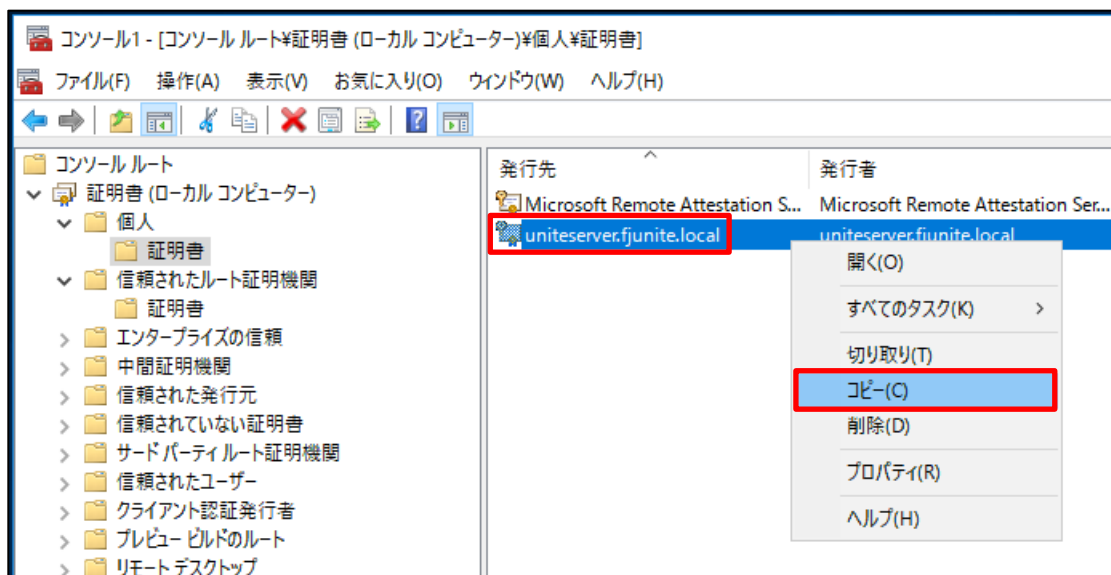 コンソール1 - [コンソール ルート¥証明書 (ローカル コンピューター)¥個人¥証明書]
ファイル(F) 操作(A) 表示(V) お気に入り(O) ウィンドウ(W) ヘルプ(H)
コンソール ルート
証明書 (ローカル コンピューター)
個人
証明書
信頼されたルート証明機関
証明書
エンタープライズの信頼
中間証明機関
信頼された発行元
信頼されていない証明書
サード パーティ ルート証明機関
信頼されたユーザー
クライアント認証発行者
プレビュー ビルドのルート
リモート デスクトップ
発行先 発行者
Microsoft Remote Attestation S... Microsoft Remote Attestation Ser...
uniteserver.fjunite.local uniteserver.fjunite.local
開く(O)
すべてのタスク(K)
切り取り(T)
コピー(C)
削除(D)
プロパティ(R)
ヘルプ(H)